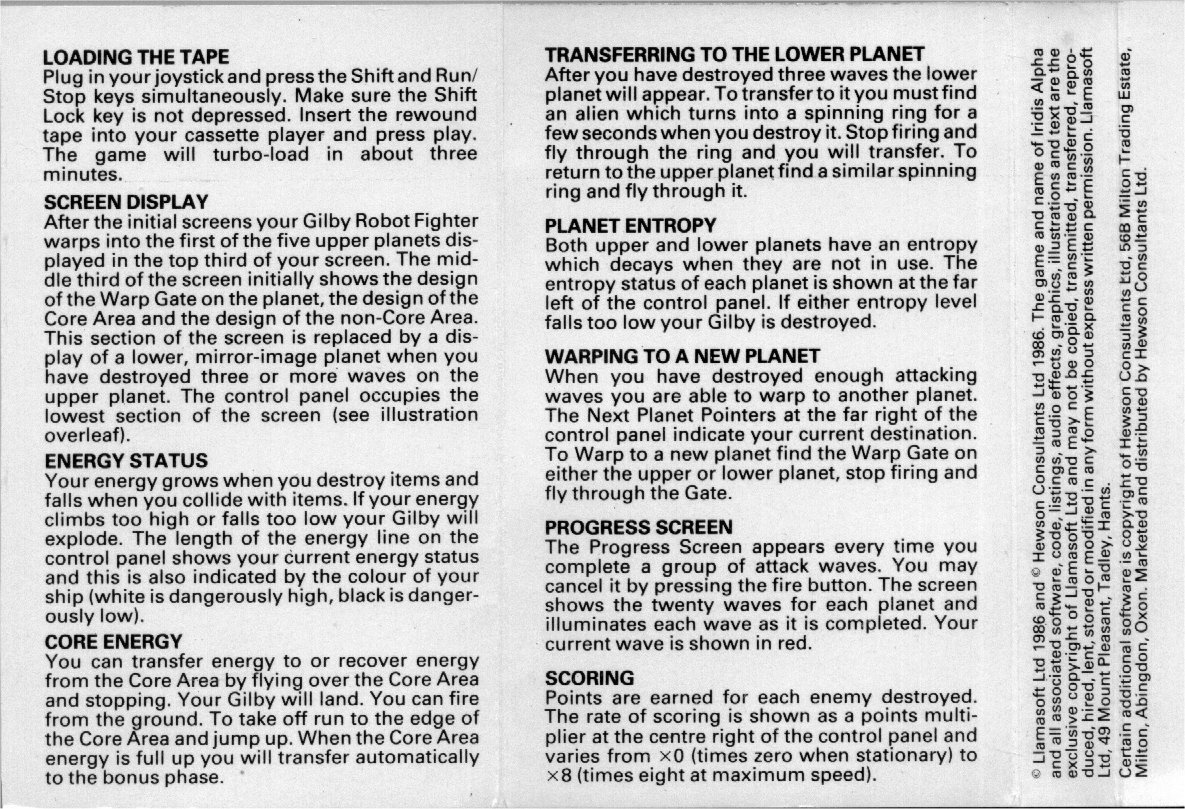 LOADING THE TAPE
Plug in your joystick and press the Shift and Run/
Stop keys simultaneously. Make sure the Shift
Lock key is not depressed. Insert the rewound
tape into your cassette player and press play.
The game will turbo-load in about three
minutes.
SCREEN DISPLAY
After the initial screens your Gilby Robot Fighter
warps into the first of the five upper planets dis-
played in the top third of your screen. The mid-
dle third of the screen initially shows the design
of the Warp Gate on the planet, the design of the
Core Area and the design of the non-Core Area.
This section of the screen is replaced by a dis-
play of a lower, mirror-image planet when you
have destroyed three or more waves on the
upper planet. The control panel occupies the
lowest section of the screen (see illustration
overleaf).
ENERGY STATUS
Your energy grows when you destroy items and
falls when you collide with items. If your energy
climbs too high or falls too low your Gilby will
explode. The length of the energy line on the
control panel shows your current energy status
and this is also indicated by the colour of your
ship (white is dangerously high, black is danger-
ously low).
CORE ENERGY
You can transfer energy to or recover energy
from the Core Area by flying over the Core Area
and stopping. Your Gilby will land. You can fire
from the ground. To take off run to the edge of
the Core Area and jump up. When the Core Area
energy is full up you will transfer automatically
to the bonus phase.
TRANSFERRING TO THE LOWER PLANET
After you have destroyed three waves the lower
planet will appear. To transfer to it you must find
an alien which turns into a spinning ring for a
few seconds when you destroy it. Stop firing and
fly through the ring and you will transfer. To
return to the upper planet find a similar spinning
ring and fly through it.
PLANET ENTROPY
Both upper and lower planets have an entropy
which decays when they are not in use. The
entropy status of each planet is shown at the far
left of the control panel. If either entropy level
falls too low your Gilby is destroyed.
WARPING TO A NEW PLANET
When you have destroyed enough attacking
waves you are able to warp to another planet.
The Next Planet Pointers at the far right of the
control panel indicate your current destination.
To Warp to a new planet find the Warp Gate on
either the upper or lower planet, stop firing and
fly through the Gate.
PROGRESS SCREEN
The Progress Screen appears every time you
complete a group of attack waves. You may
cancel it by pressing the fire button. The screen
shows the twenty waves for each planet and
illuminates each wave as it is completed. Your
current wave is shown in red.
SCORING
Points are earned for each enemy destroyed.
The rate of scoring is shown as a points multi-
plier at the centre right of the control panel and
varies from ×0 (times zero when stationary) to
×8 (times eight at maximum speed).
© Llamasoft Ltd 1986 and © Hewson Consultants Ltd 1986. The game and name of Iridis Alpha
and all associated software, code, listings, audio effects, graphics, illustrations and text are the
exclusive copyright of Llamasoft Ltd and may not be copied, transmitted, transferred, repro-
duced, hired, lent, stored or modified in any form without express written permission. Llamasoft
Ltd, 49 Mount Pleasant, Tadley, Hants.
Certain additional software is copyright of Hewson Consultants Ltd, 56B Milton Trading Estate,
Milton, Abingdon, Oxon. Marketed and distributed by Hewson Consultants Ltd.